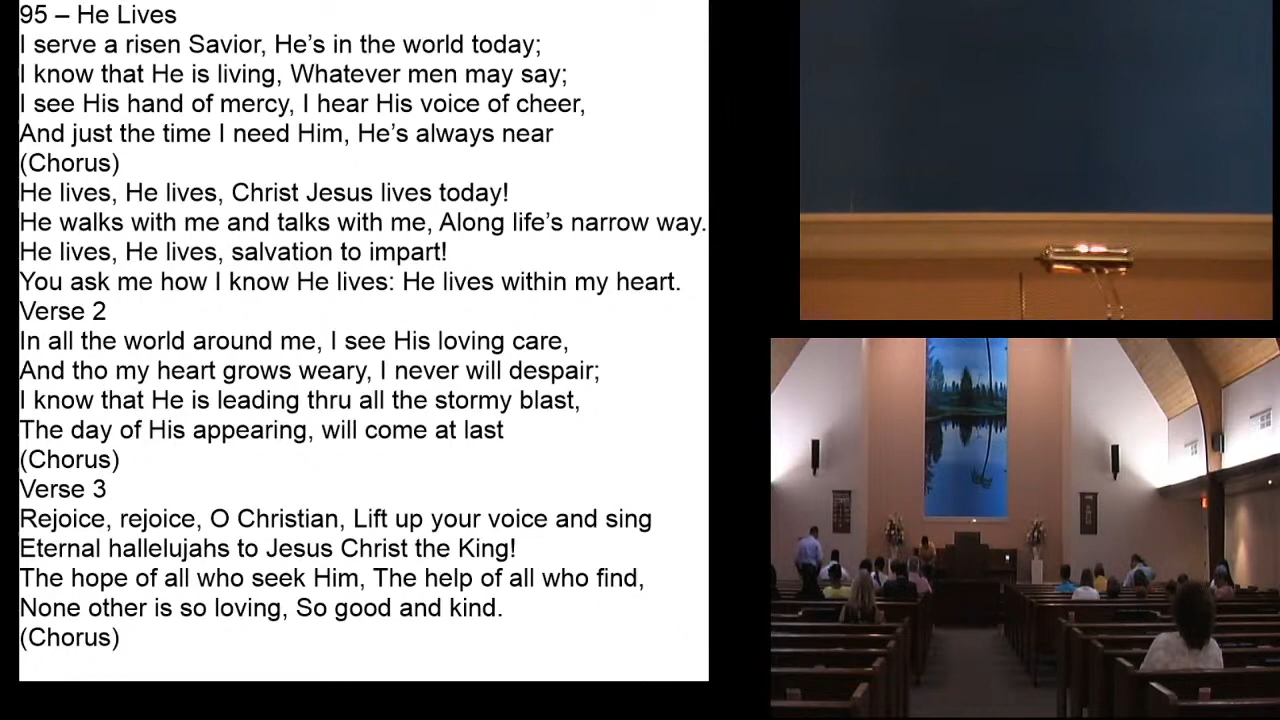 95 – He Lives
I serve a risen Savior, He’s in the world today;
I know that He is living, Whatever men may say;
I see His hand of mercy, I hear His voice of cheer,
And just the time I need Him, He’s always near
(Chorus)
He lives, He lives, Christ Jesus lives today!
He walks with me and talks with me, Along life’s narrow way.
He lives, He lives, salvation to impart!
You ask me how I know He lives: He lives within my heart.
Verse 2
In all the world around me, I see His loving care,
And tho my heart grows weary, I never will despair;
I know that He is leading thru all the stormy blast,
The day of His appearing, will come at last
(Chorus)
Verse 3
Rejoice, rejoice, O Christian, Lift up your voice and sing
Eternal hallelujahs to Jesus Christ the King!
The hope of all who seek Him, The help of all who find,
None other is so loving, So good and kind.
(Chorus)